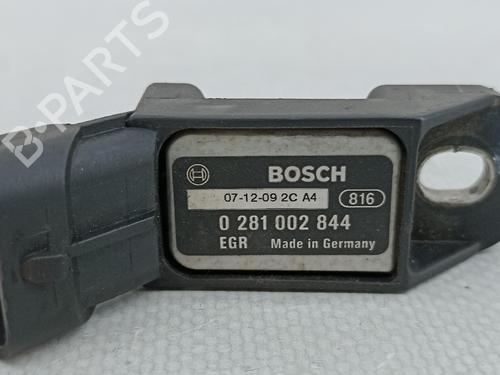 B-PARTS
BOSCH
07-12-09 2C A4 816
0 281 002 844
EGR Made in Germany